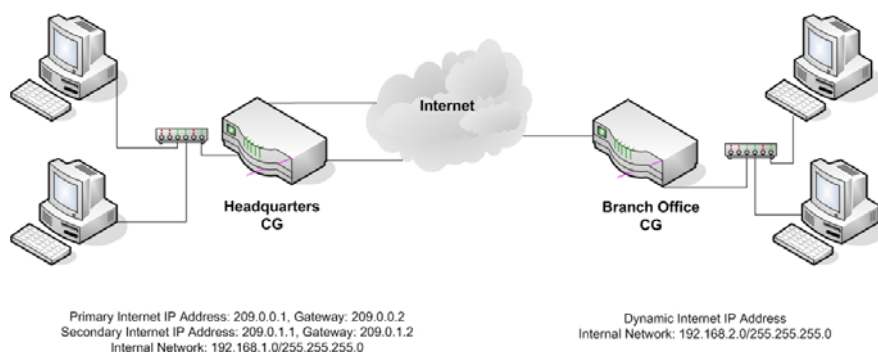 Internet
Headquarters
CG
Branch Office
CG
Primary Internet IP Address: 209.0.0.1, Gateway: 209.0.0.2
Secondary Internet IP Address: 209.0.1.1, Gateway: 209.0.1.2
Internal Network: 192.168.1.0/255.255.255.0
Dynamic Internet IP Address
Internal Network: 192.168.2.0/255.255.255.0